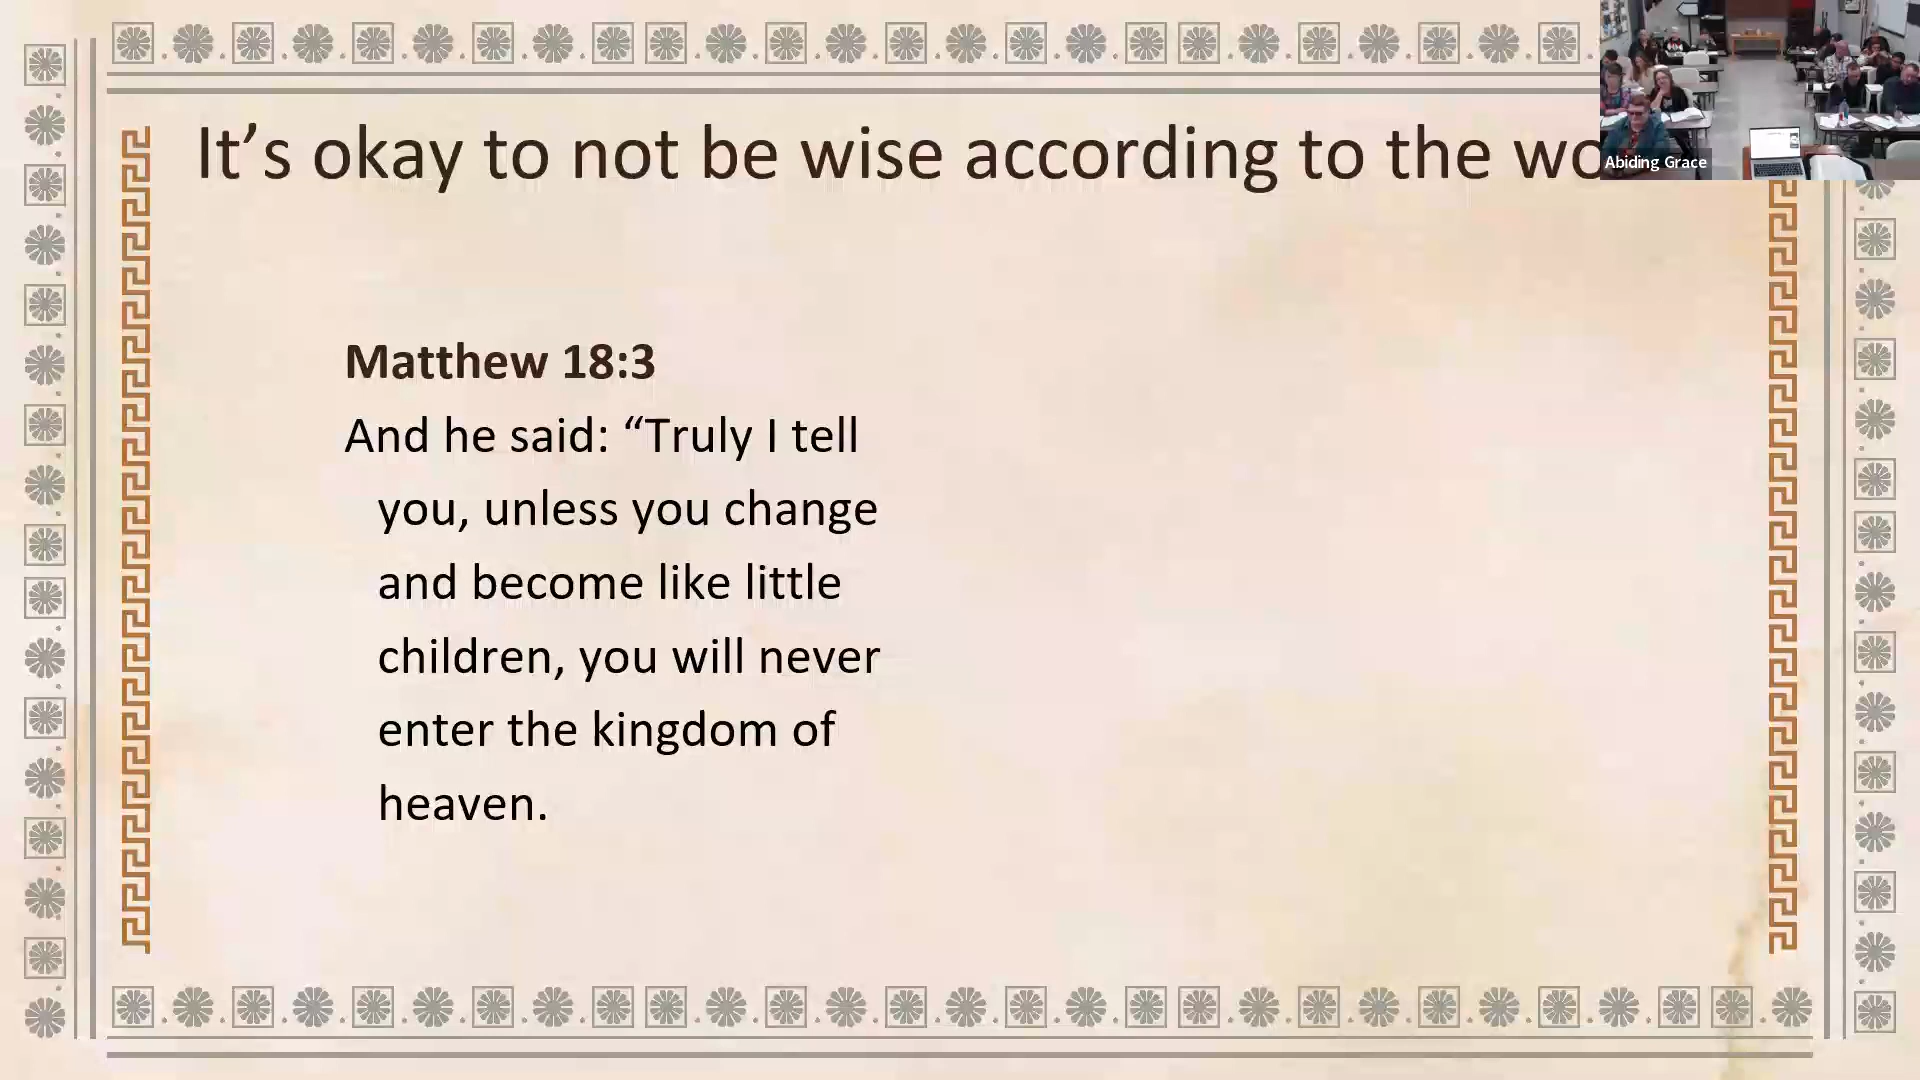 It’s okay to not be wise according to the
Abiding Grace
Matthew 18:3
And he said: “Truly I tell
you, unless you change
and become like little
children, you will never
enter the kingdom of
heaven.